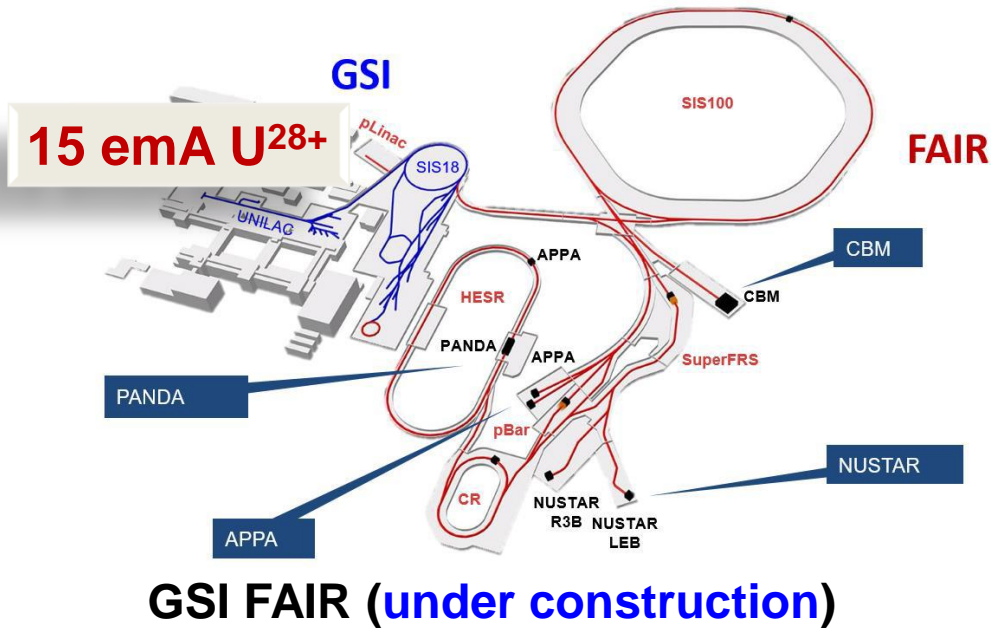 GSI
SIS100
15 emA U28+
pLinac
FAIR
SIS18
UNILAC
CBM
APPA
HESR
CBM
PANDA
APPA
SuperFRS
PANDA
pBar
NUSTAR
CR
NUSTAR
R3B
NUSTAR
LEB
APPA
GSI FAIR (under construction)